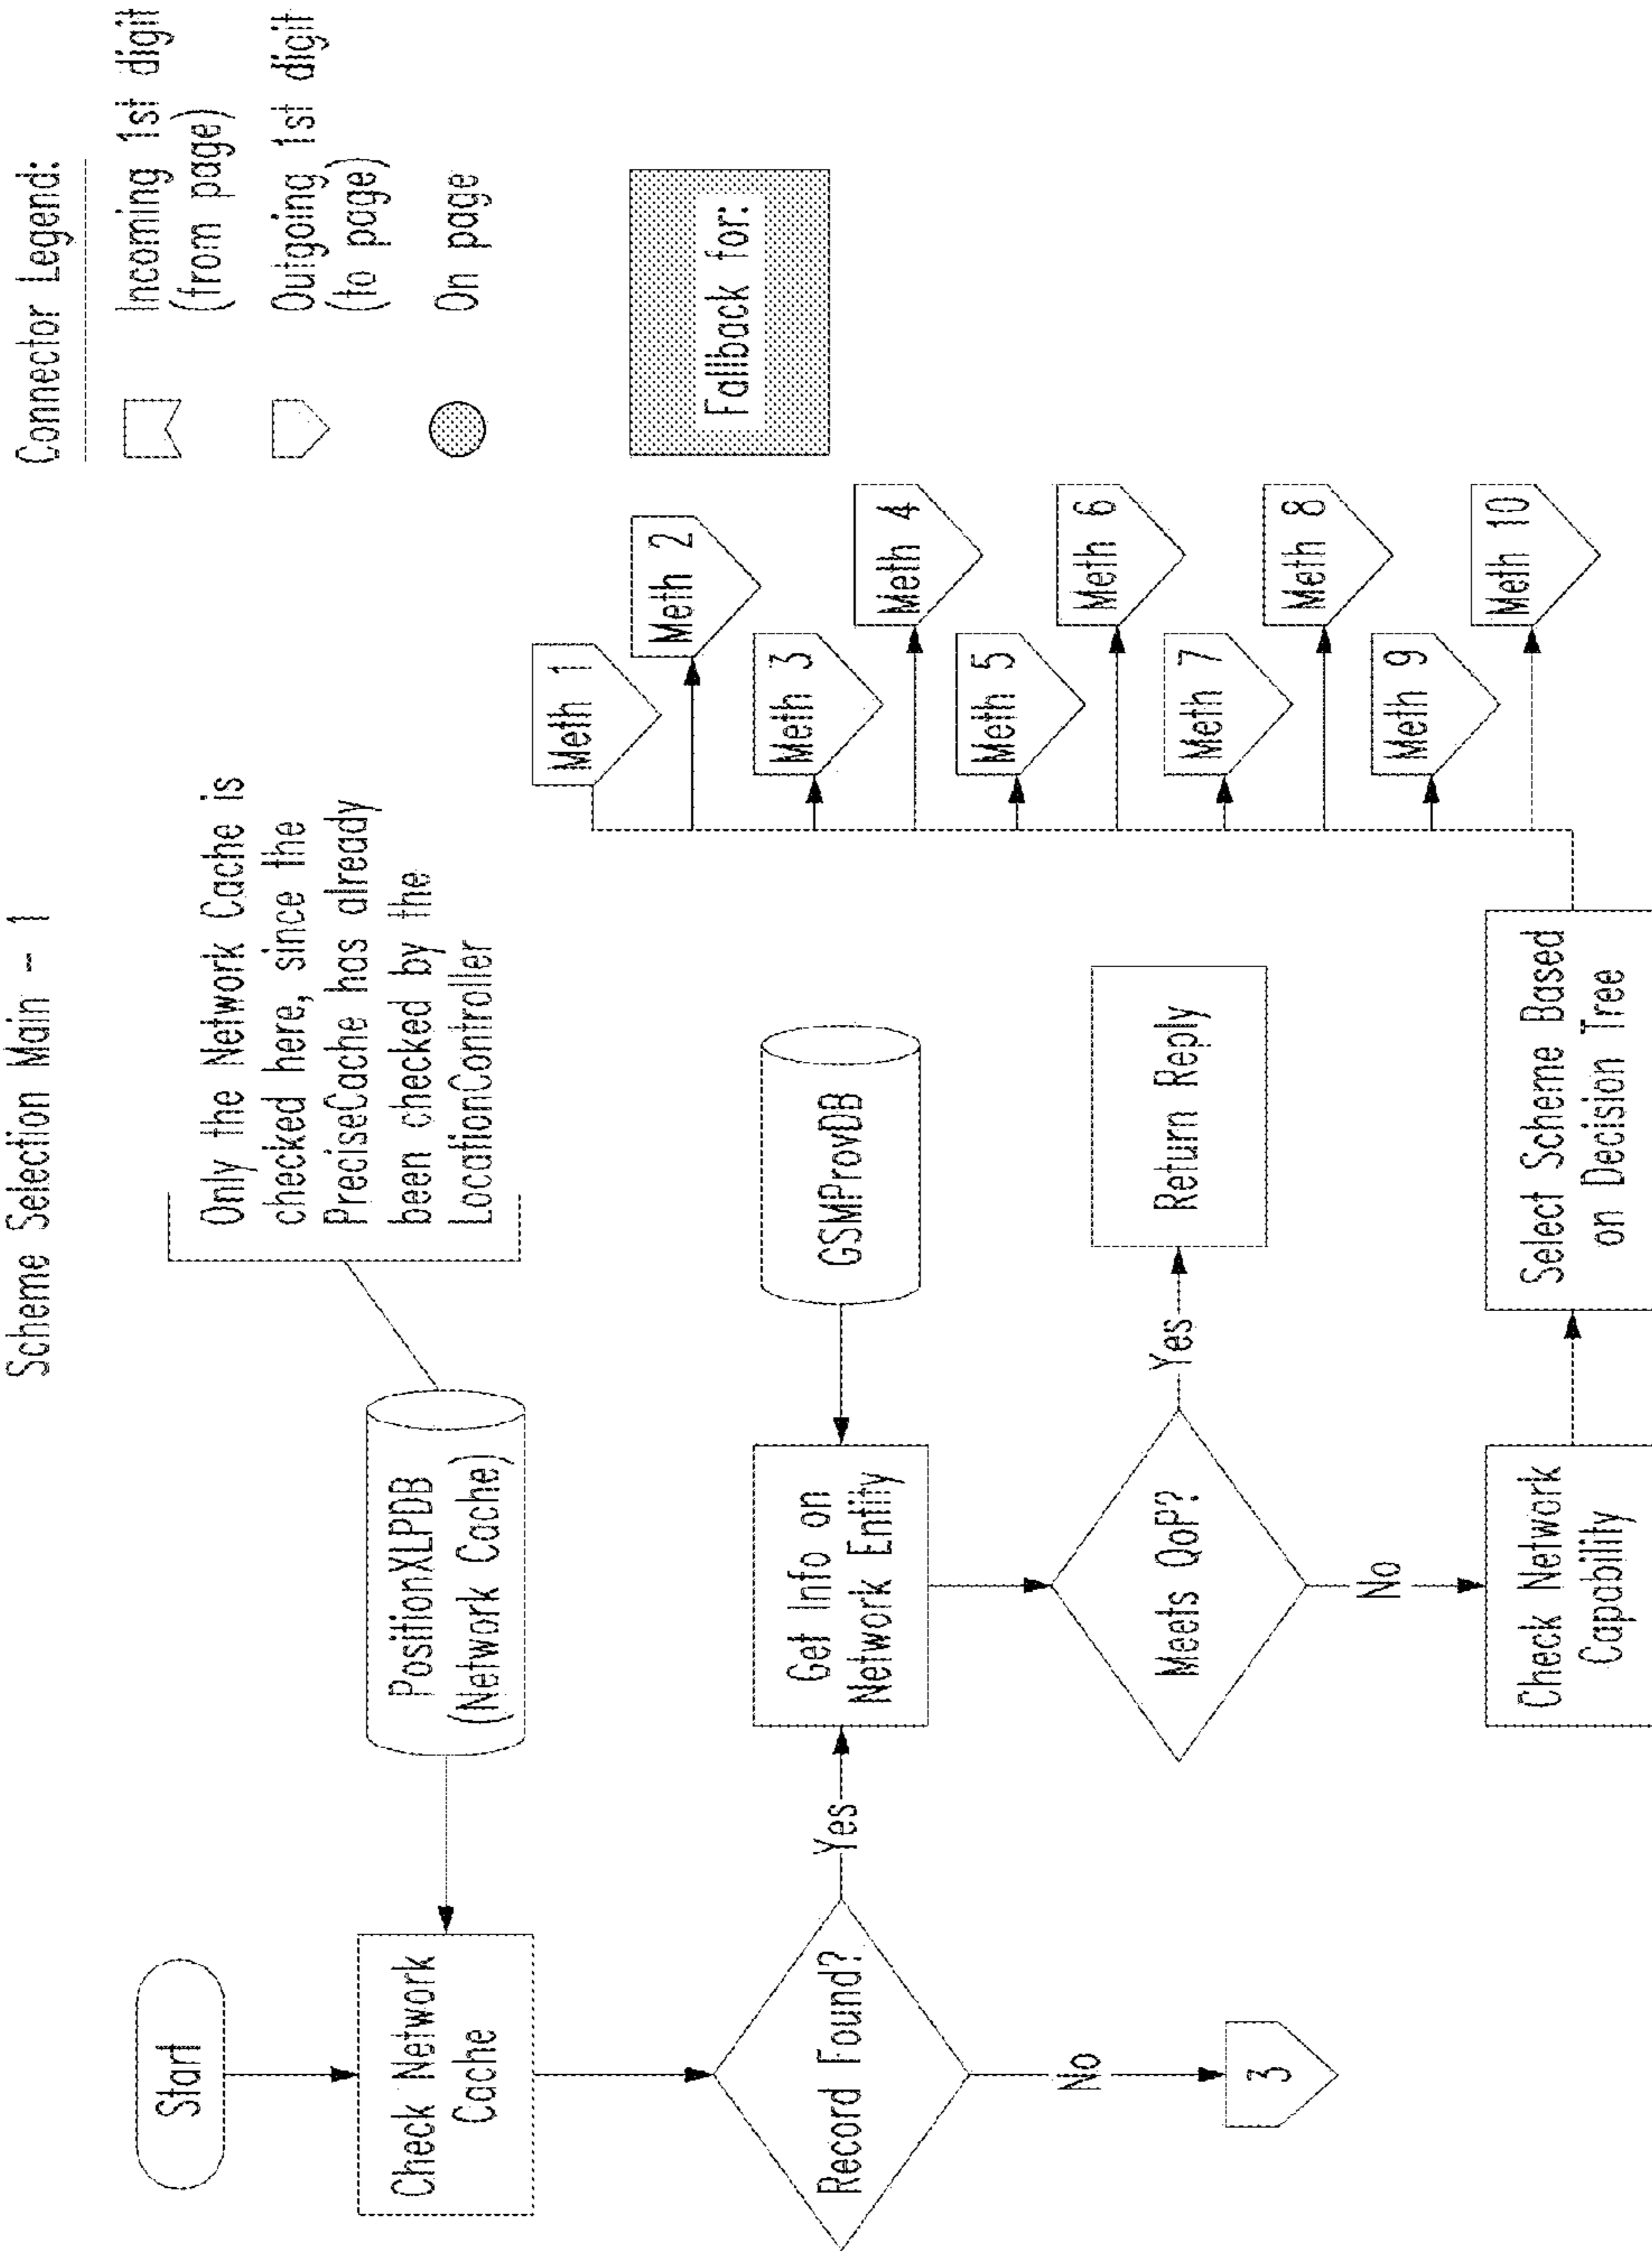 Scheme Selection Main -- 1
Connector Legend:
Incoming 1st digit
(from page)
Outgoing 1st digit
(to page)
On page
Fallback for:
Only the Network Cache is
checked here, since the
PreciseCache has already
been checked by the
LocationController
Start
Check Network
Cache
PositionXLPDB
(Network Cache)
Record Found?
Yes
No
3
Get Info on
Network Entity
GSMProvDB
Meets QoP?
Yes
Return Reply
No
Check Network
Capability
Select Scheme Based
on Decision Tree
Meth 1
Meth 2
Meth 3
Meth 4
Meth 5
Meth 6
Meth 7
Meth 8
Meth 9
Meth 10